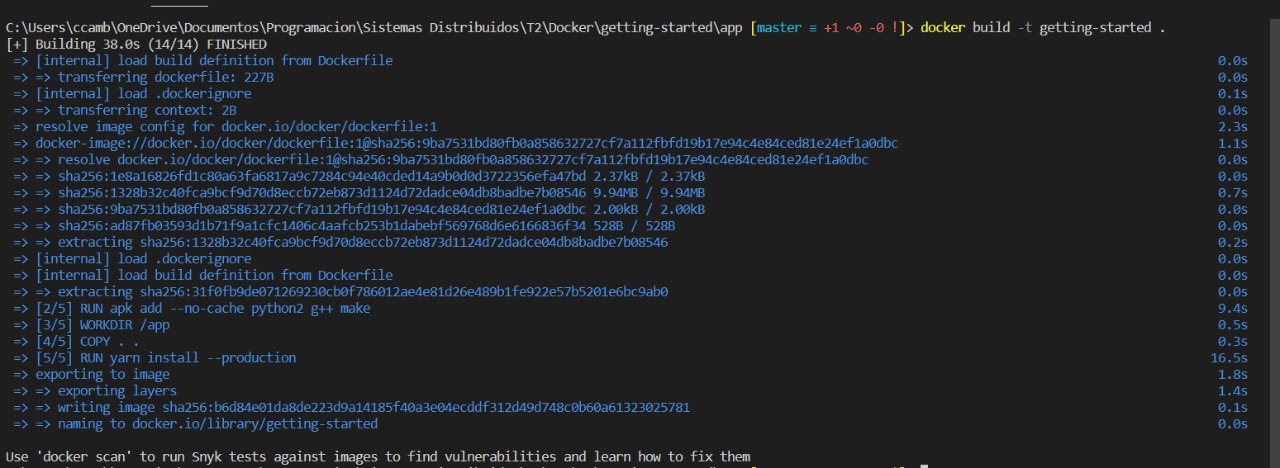 C:\Users\ccamb\OneDrive\Documentos\Programacion\Sistemas Distribuidos\T2\Docker\getting-started\app [master ≡ +1 ~0 -0 !]> docker build -t getting-started .
[+] Building 38.0s (14/14) FINISHED
=> [internal] load build definition from Dockerfile 0.0s
=> => transferring dockerfile: 227B 0.0s
=> [internal] load .dockerignore 0.1s
=> => transferring context: 2B 0.0s
=> resolve image config for docker.io/docker/dockerfile:1 2.3s
=> docker-image://docker.io/docker/dockerfile:1@sha256:9ba7531bd80fb0a858632727cf7a112fbfd19b17e94c4e84ced81e24ef1a0dbc 1.1s
=> => resolve docker.io/docker/dockerfile:1@sha256:9ba7531bd80fb0a858632727cf7a112fbfd19b17e94c4e84ced81e24ef1a0dbc 0.0s
=> => sha256:1e8a16826fd1c80a63fa6817a9c7284c94e40cded14a9b0d0d3722356efa47bd 2.37kB / 2.37kB 0.0s
=> => sha256:1328b32c40fca9bcf9d70d8eccb72eb873d1124d72dadce04db8badbe7b08546 9.94MB / 9.94MB 0.7s
=> => sha256:9ba7531bd80fb0a858632727cf7a112fbfd19b17e94c4e84ced81e24ef1a0dbc 2.00kB / 2.00kB 0.0s
=> => sha256:ad87fb03593d1b71f9a1cfc1406c4aafcb253b1dabebf569768d6e6166836f34 528B / 528B 0.0s
=> => extracting sha256:1328b32c40fca9bcf9d70d8eccb72eb873d1124d72dadce04db8badbe7b08546 0.2s
=> [internal] load .dockerignore 0.0s
=> [internal] load build definition from Dockerfile 0.0s
=> => extracting sha256:31f0fb9de071269230cb0f786012ae4e81d26e489b1fe922e57b5201e6bc9ab0 0.0s
=> [2/5] RUN apk add --no-cache python2 g++ make 9.4s
=> [3/5] WORKDIR /app 0.5s
=> [4/5] COPY . . 0.3s
=> [5/5] RUN yarn install --production 16.5s
=> exporting to image 1.8s
=> => exporting layers 1.4s
=> => writing image sha256:b6d84e01da8de223d9a14185f40a3e04ecddf312d49d748c0b60a61323025781 0.1s
=> => naming to docker.io/library/getting-started 0.0s
Use 'docker scan' to run Snyk tests against images to find vulnerabilities and learn how to fix them